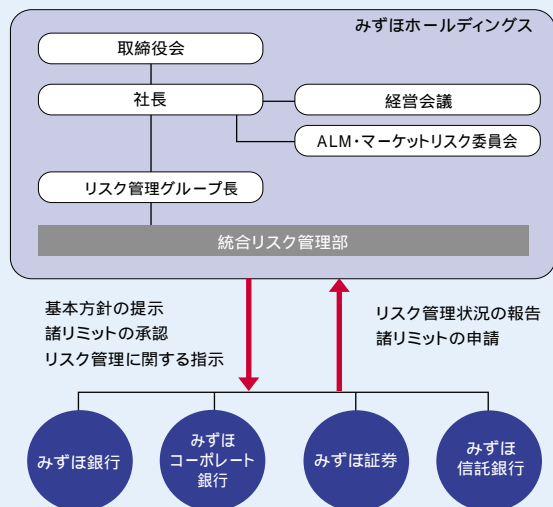 みずほホールディングス
取締役会
社長
経営会議
ALM・マーケットリスク委員会
リスク管理グループ長
統合リスク管理部
基本方針の提示
諸リミットの承認
リスク管理に関する指示
リスク管理状況の報告
諸リミットの申請
みずほ銀行
みずほ
コーポレート
銀行
みずほ証券
みずほ
信託銀行